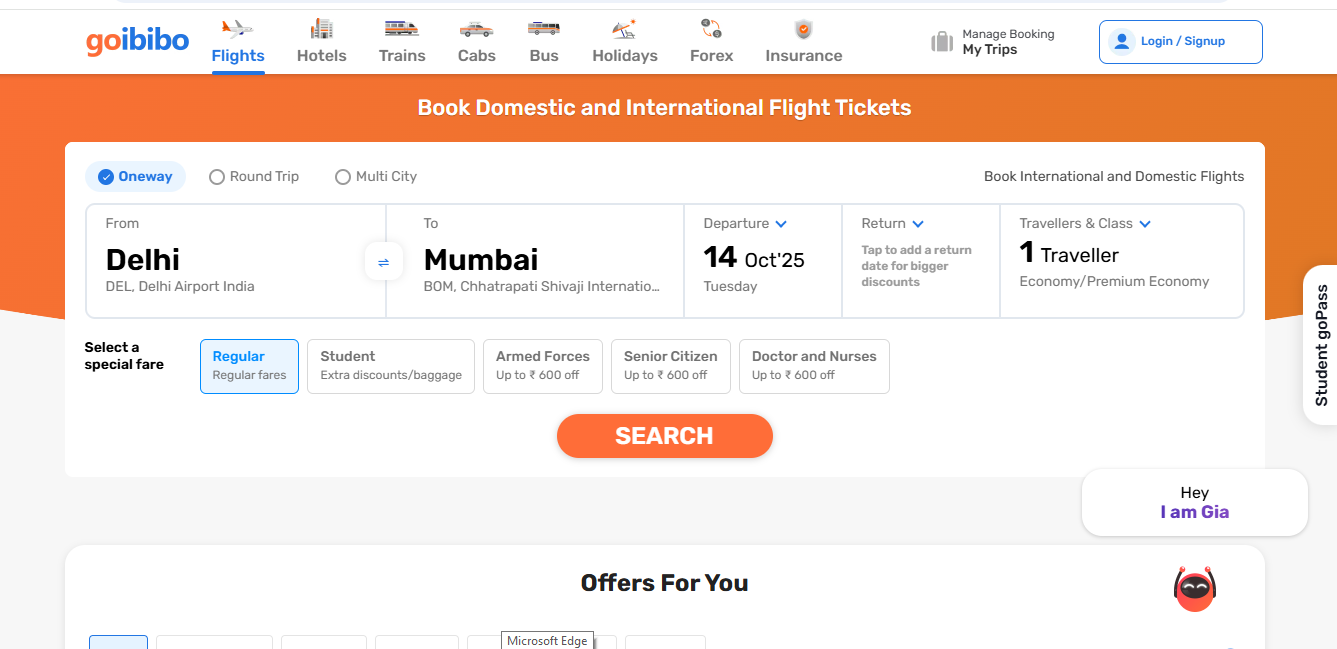 goibibo
Flights
Hotels
Trains
Cabs
Bus
Holidays
Forex
Insurance
Manage Booking
My Trips
Login / Signup
Book Domestic and International Flight Tickets
Oneway
Round Trip
Multi City
Book International and Domestic Flights
From
Delhi
DEL, Delhi Airport India
To
Mumbai
BOM, Chhatrapati Shivaji Internatio...
Departure
14 Oct'25
Tuesday
Return
Tap to add a return
date for bigger
discounts
Travellers & Class
1 Traveller
Economy/Premium Economy
Student goPass
Select a
special fare
Regular
Regular fares
Student
Extra discounts/baggage
Armed Forces
Up to ₹ 600 off
Senior Citizen
Up to ₹ 600 off
Doctor and Nurses
Up to ₹ 600 off
SEARCH
Hey
I am Gia
Offers For You
Microsoft Edge